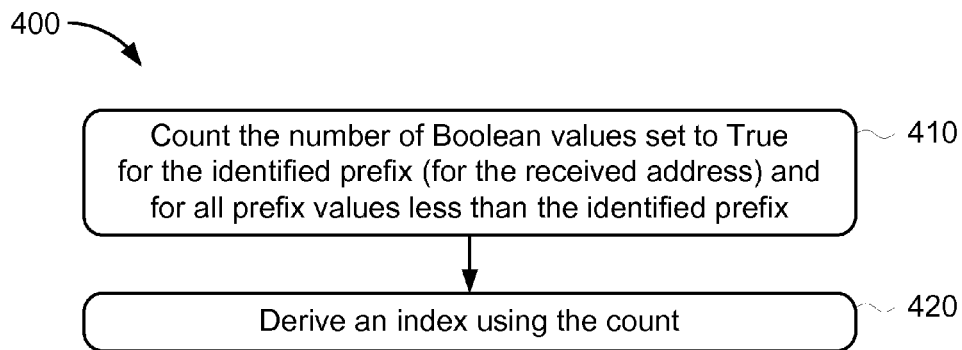 400
Count the number of Boolean values set to True
for the identified prefix (for the received address) and
for all prefix values less than the identified prefix
410
Derive an index using the count
420